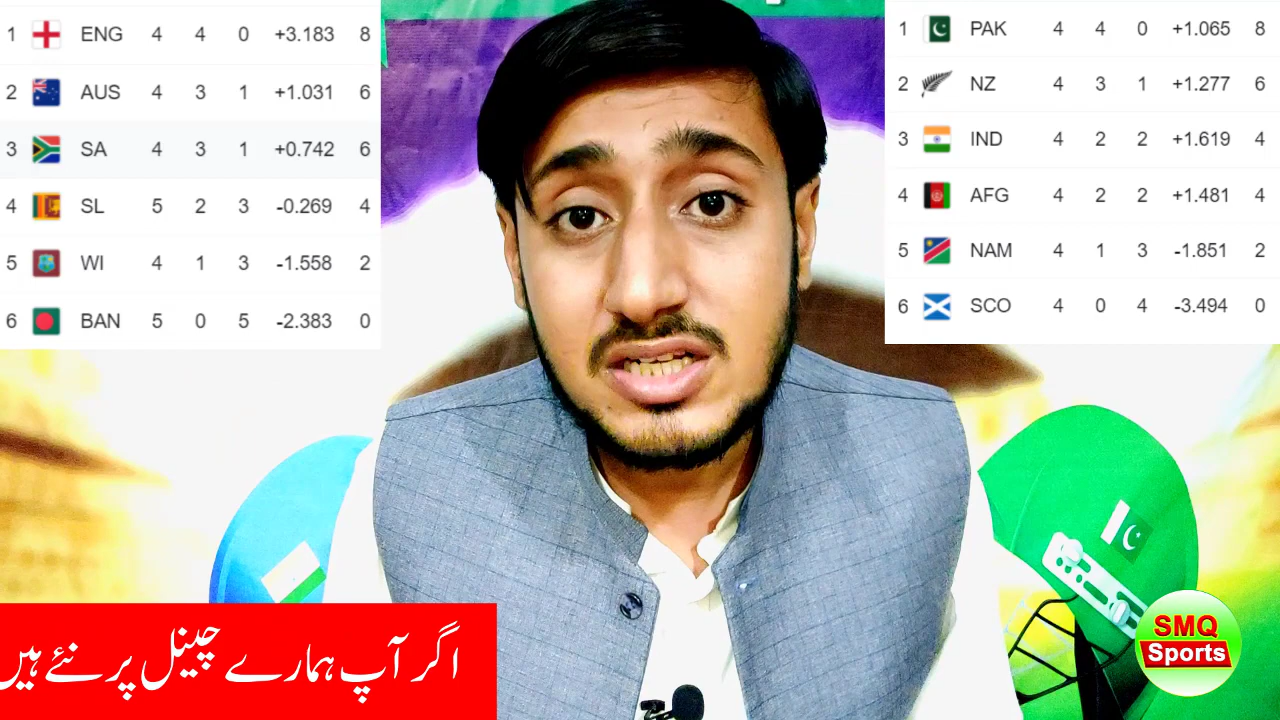 1 ENG 4 4 0 +3.183 8
2 AUS 4 3 1 +1.031 6
3 SA 4 3 1 +0.742 6
4 SL 5 2 3 -0.269 4
5 WI 4 1 3 -1.558 2
6 BAN 5 0 5 -2.383 0
1 PAK 4 4 0 +1.065 8
2 NZ 4 3 1 +1.277 6
3 IND 4 2 2 +1.619 4
4 AFG 4 2 2 +1.481 4
5 NAM 4 1 3 -1.851 2
6 SCO 4 0 4 -3.494 0
اگر آپ ہمارے چینل پر نئے ہیں
SMQ
Sports